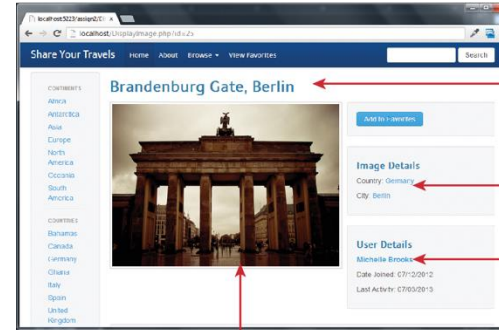 localhost:5223/assign2/Di
localhost/DisplayImage.php?id=25
Share Your Travels Home About Browse View Favorites Search
CONTINENTS
Africa
Antarctica
Asia
Europe
North
America
Oceania
South
America
COUNTRIES
Bahamas
Canada
Germany
Ghana
Italy
Spain
United
Kingdom
Brandenburg Gate, Berlin
Add to Favorites
Image Details
Country: Germany
City: Berlin
User Details
Michelle Brooks
Date Joined: 07/12/2012
Last Activity: 07/03/2013